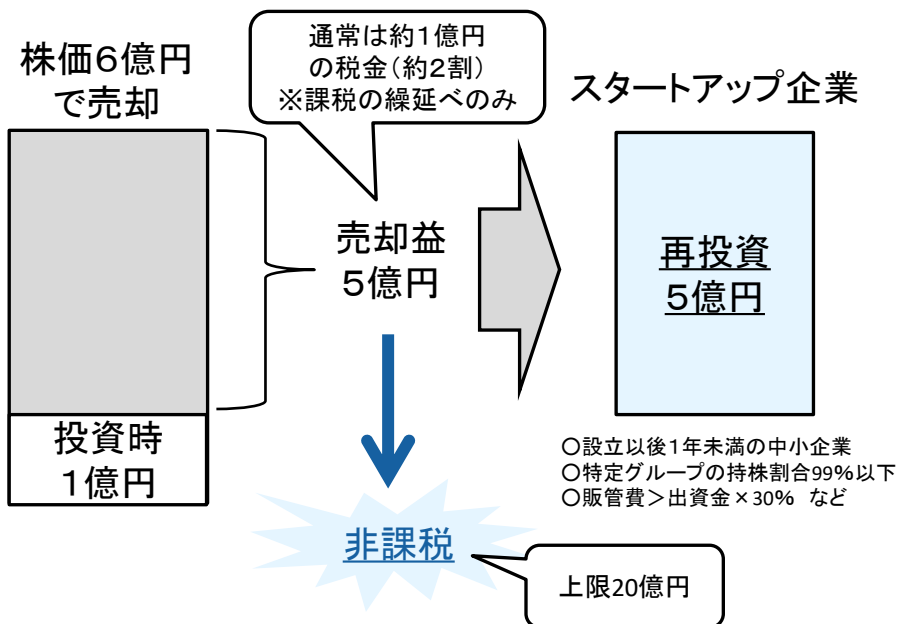 株価６億円
で売却
通常は約１億円
の税金（約２割）
※課税の繰延べのみ
スタートアップ企業
売却益
５億円
再投資
５億円
投資時
１億円
〇設立以後１年未満の中小企業
〇特定グループの持株割合99%以下
〇販管費＞出資金×30% など
非課税
上限20億円